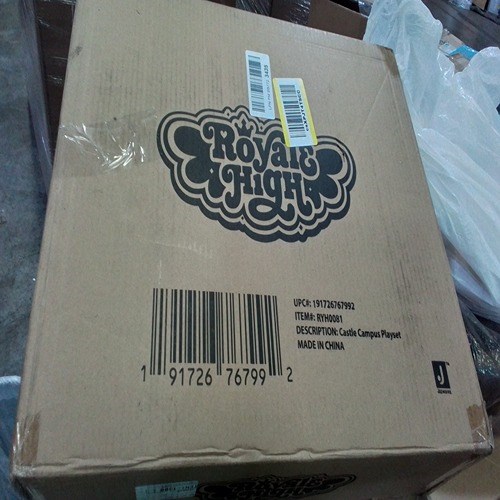 Royale
High
UPC#: 191726767992
ITEM#: RYH0081
DESCRIPTION: Castle Campus Playset
MADE IN CHINA
1 91726 76799 2
J